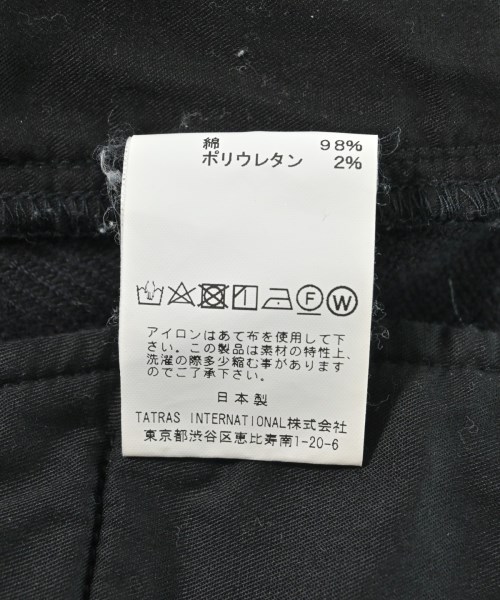 綿 98%
ポリウレタン 2%
F W
アイロンはあて布を使用して下
さい。この製品は素材の特性上、
洗濯の際多少縮む事があります
のでご了承下さい。
日本製
TATRAS INTERNATIONAL株式会社
東京都渋谷区恵比寿南1-20-6